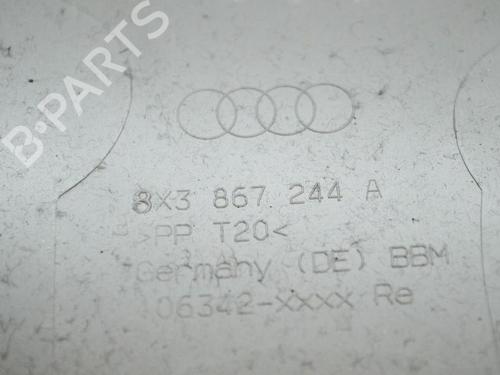 B-PARTS
8X3 867 244 A
>PP T20<
Germany (DE) BBM
06342-xxxx Re